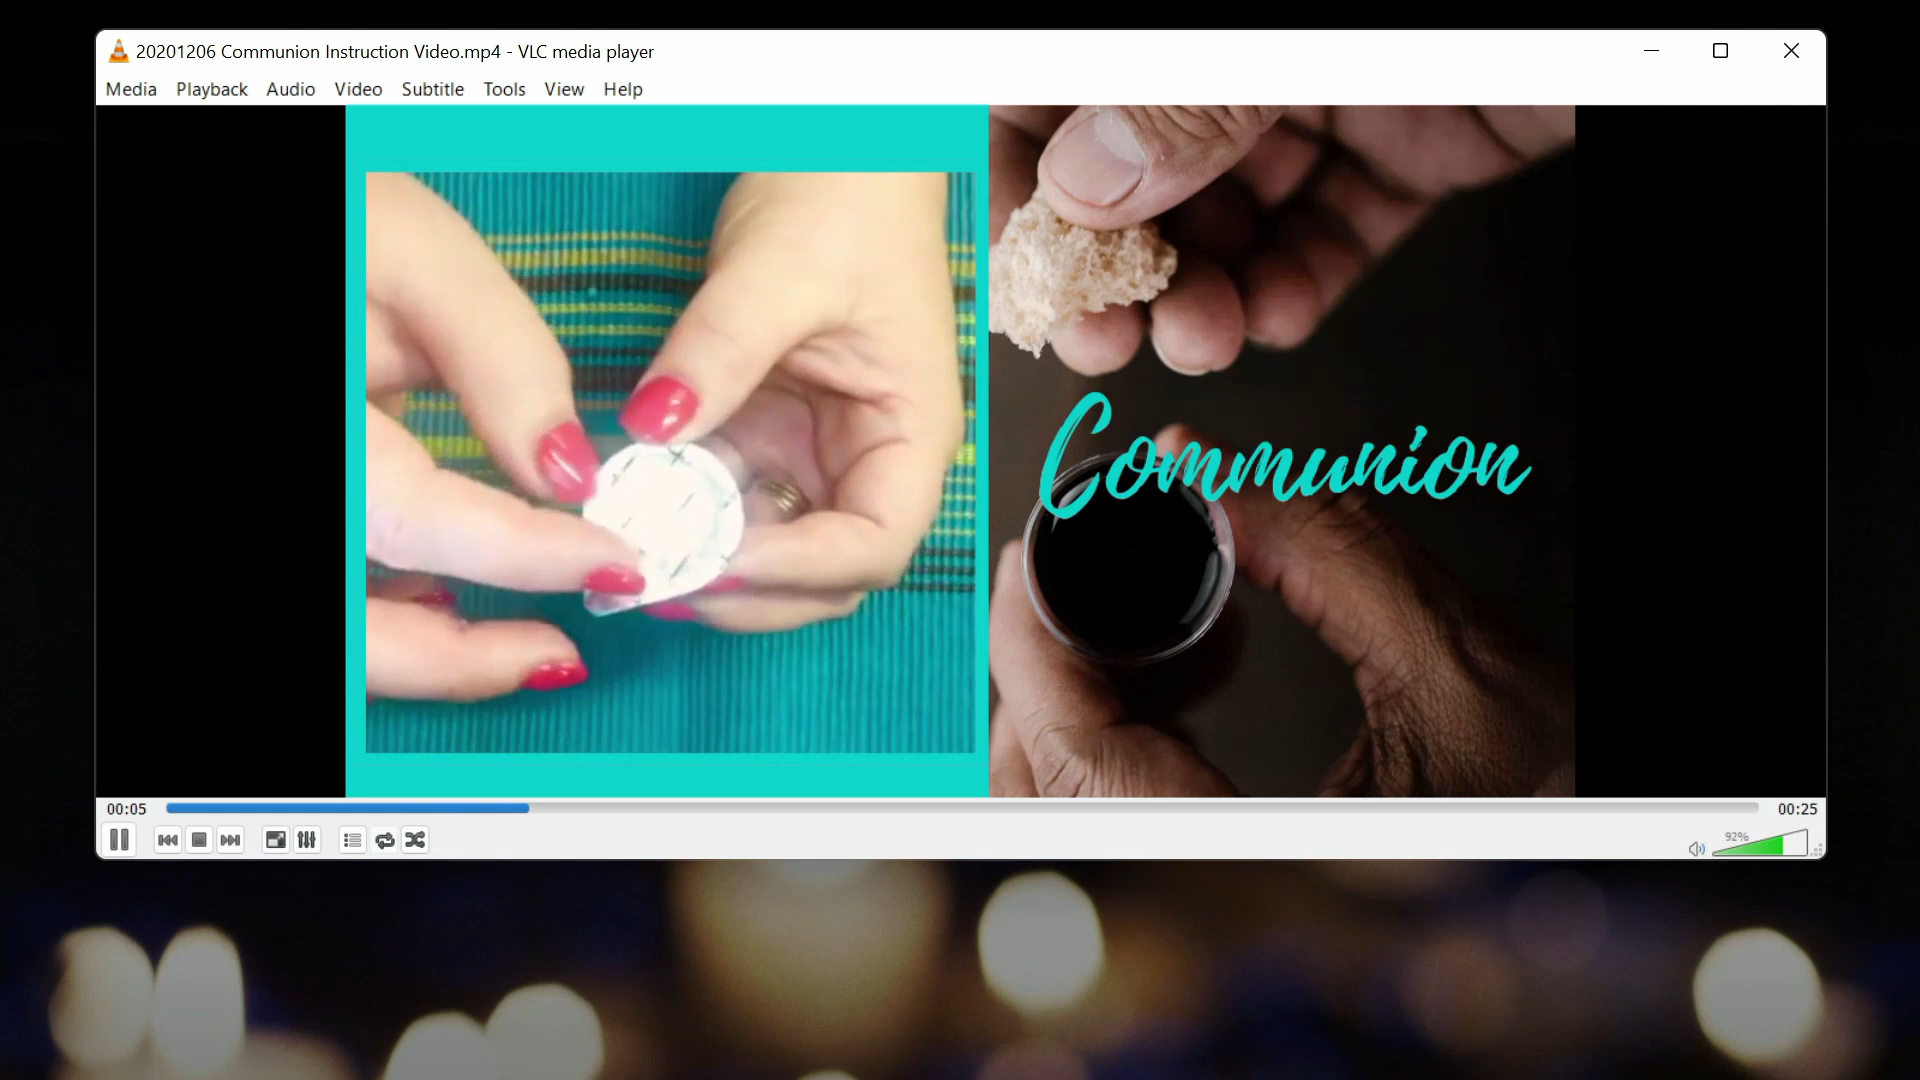 20201206 Communion Instruction Video.mp4 - VLC media player
Media Playback Audio Video Subtitle Tools View Help
Communion
00:05
00:25
92%